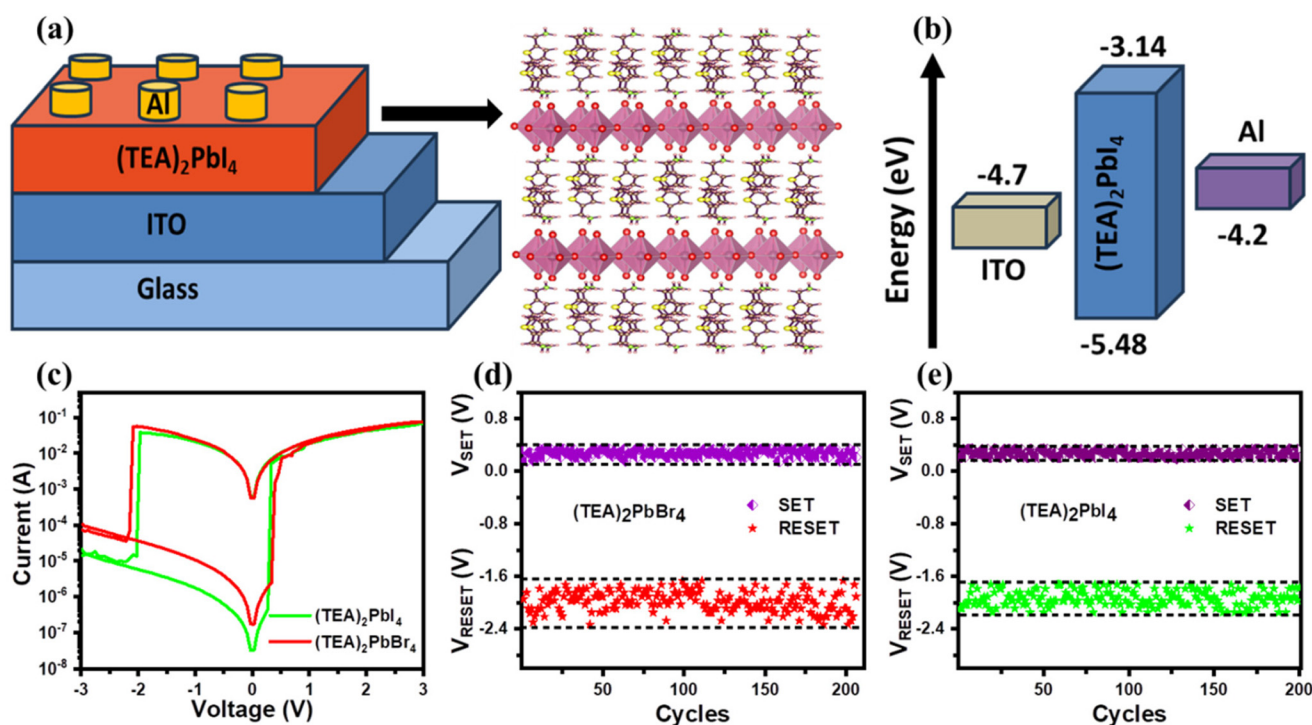 (a)
Al
(TEA)₂PbI₄
ITO
Glass
(b)
Energy (eV)
-3.14
-4.7
ITO
(TEA)₂PbI₄
-5.48
Al
-4.2
(c)
Current (A)
10⁻¹
10⁻²
10⁻³
10⁻⁴
10⁻⁵
10⁻⁶
10⁻⁷
10⁻⁸
(TEA)₂PbI₄
(TEA)₂PbBr₄
-3 -2 -1 0 1 2 3
Voltage (V)
(d)
V_RESET (V) V_SET (V)
0.8
0.0
-0.8
-1.6
-2.4
(TEA)₂PbBr₄
SET
RESET
50 100 150 200
Cycles
(e)
V_RESET (V) V_SET (V)
0.8
0.0
-0.8
-1.6
-2.4
(TEA)₂PbI₄
SET
RESET
50 100 150 200
Cycles